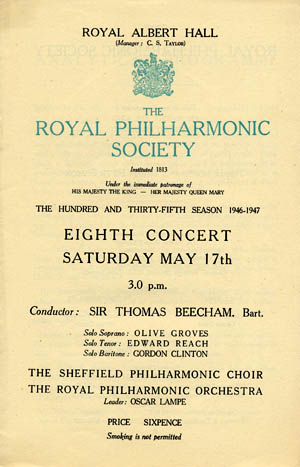 ROYAL ALBERT HALL
(Manager: C. S. TAYLOR)
THE
ROYAL PHILHARMONIC
SOCIETY
Instituted 1813
Under the immediate patronage of
HIS MAJESTY THE KING — HER MAJESTY QUEEN MARY
THE HUNDRED AND THIRTY-FIFTH SEASON 1946-1947
EIGHTH CONCERT
SATURDAY MAY 17th
3.0 p.m.
Conductor: SIR THOMAS BEECHAM. Bart.
Solo Soprano: OLIVE GROVES
Solo Tenor: EDWARD REACH
Solo Baritone: GORDON CLINTON
THE SHEFFIELD PHILHARMONIC CHOIR
THE ROYAL PHILHARMONIC ORCHESTRA
Leader: OSCAR LAMPE
PRICE SIXPENCE
Smoking is not permitted